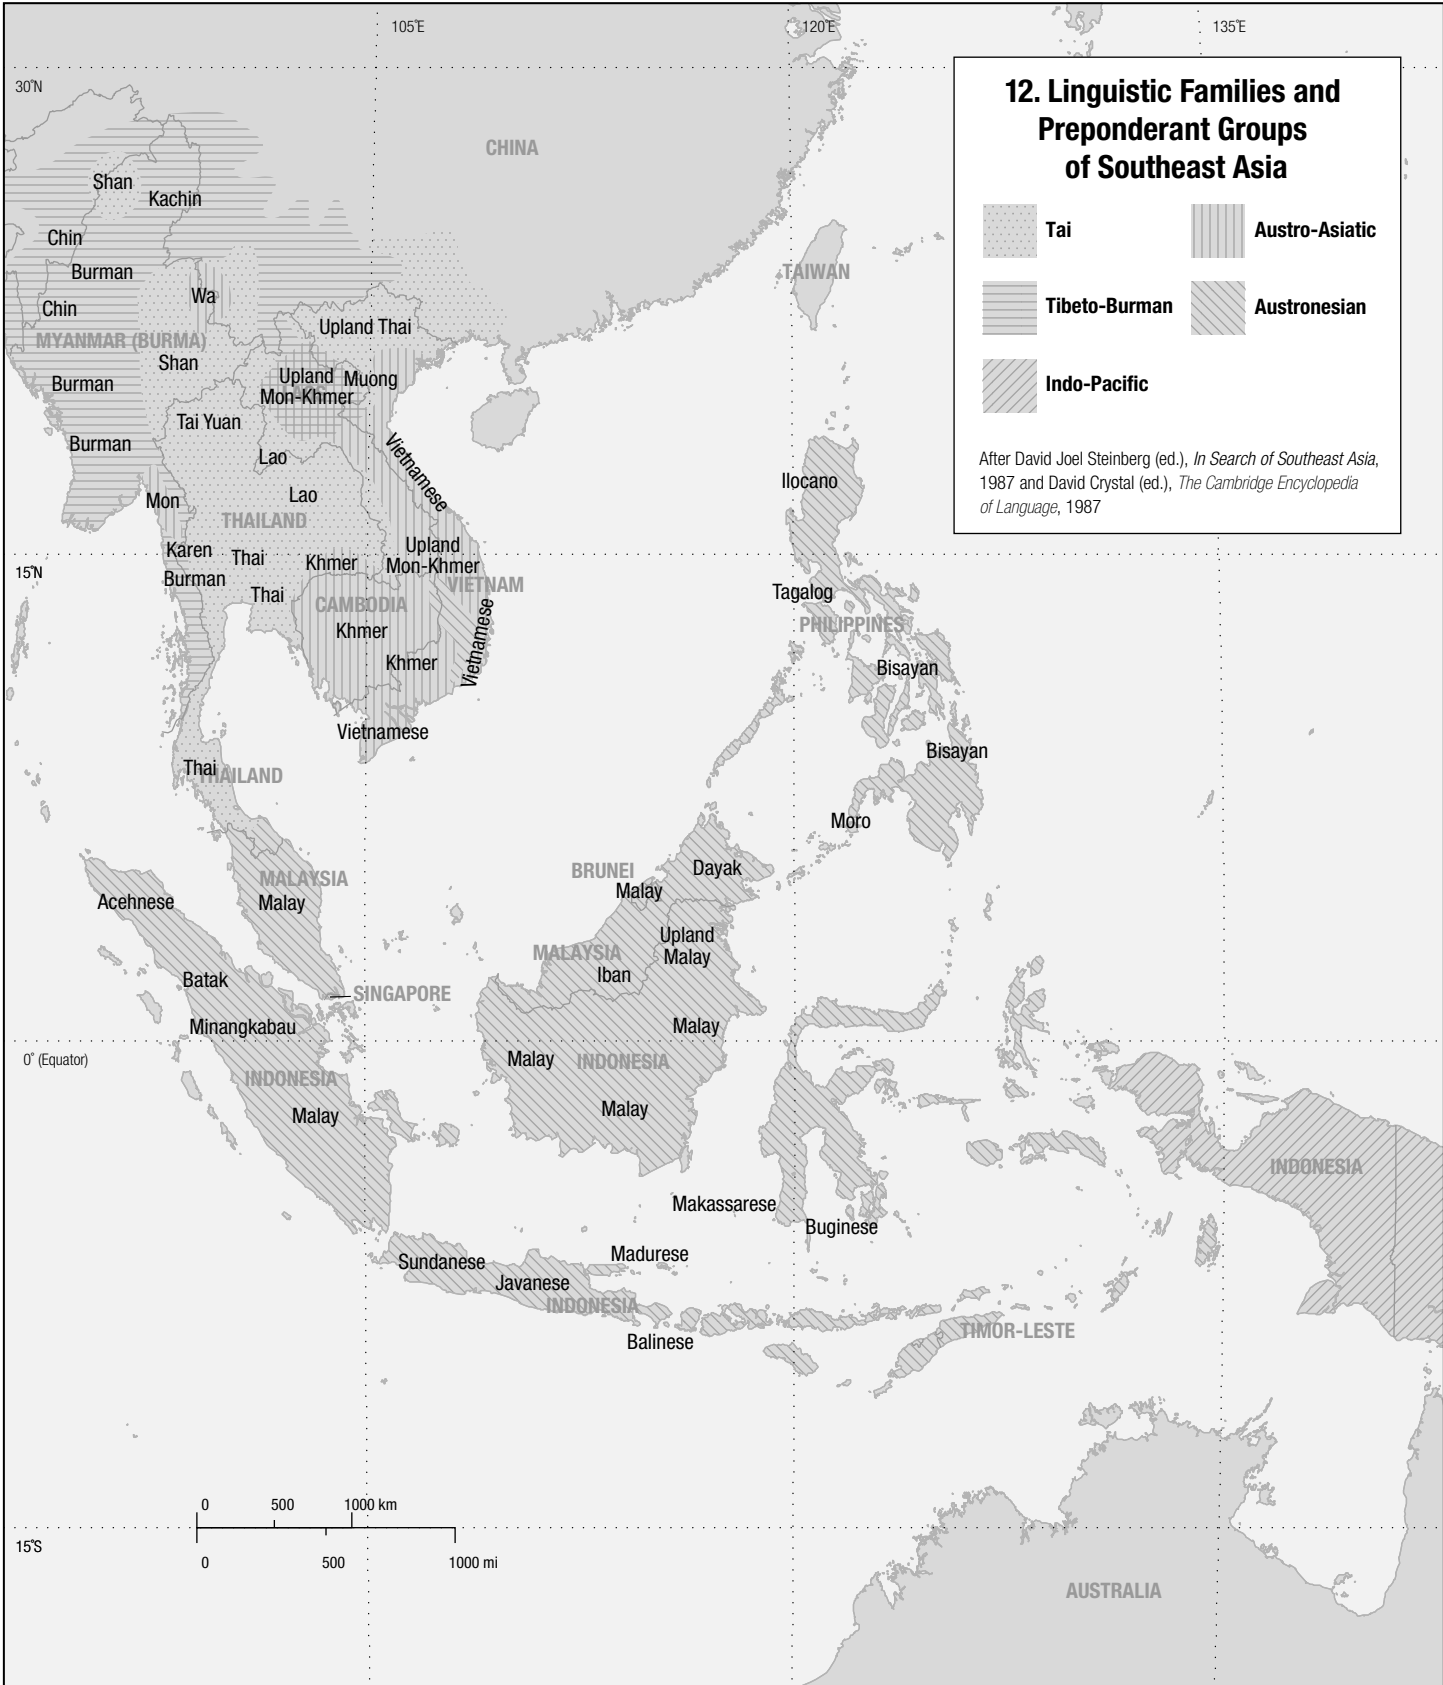 105°E
120°E
135°E
30°N
12. Linguistic Families and
Preponderant Groups
of Southeast Asia
Tai
Austro-Asiatic
Tibeto-Burman
Austronesian
Indo-Pacific
After David Joel Steinberg (ed.), In Search of Southeast Asia,
1987 and David Crystal (ed.), The Cambridge Encyclopedia
of Language, 1987
CHINA
Shan
Kachin
Chin
Burman
TAIWAN
Wa
Chin
Upland Thai
MYANMAR (BURMA)
Shan
Upland
Mon-Khmer
Muong
Burman
Tai Yuan
Burman
Lao
Vietnamese
Ilocano
Lao
Mon
THAILAND
Karen
Thai
Khmer
Upland
Mon-Khmer
15°N
Burman
VIETNAM
Thai
Tagalog
CAMBODIA
PHILIPPINES
Khmer
Vietnamese
Khmer
Bisayan
Vietnamese
Bisayan
Thai
THAILAND
Moro
BRUNEI
Dayak
MALAYSIA
Malay
Acehnese
Malay
Upland
Malay
MALAYSIA
Iban
Batak
SINGAPORE
Minangkabau
Malay
0° (Equator)
Malay
INDONESIA
INDONESIA
Malay
Malay
INDONESIA
Makassarese
Buginese
Madurese
Sundanese
Javanese
INDONESIA
Balinese
TIMOR-LESTE
0 500 1000 km
15°S
0 500 1000 mi
AUSTRALIA